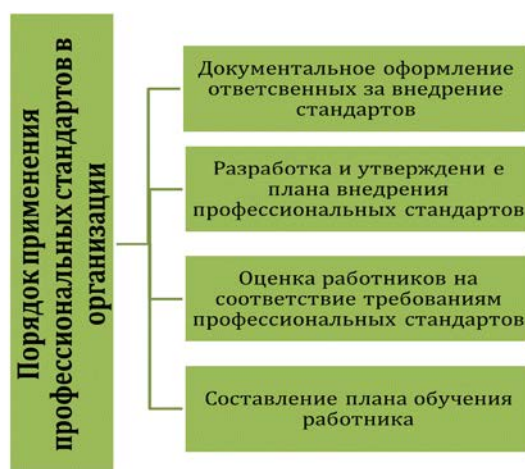 Порядок применения
профессиональных стандартов в
организации
Документальное оформление
ответсвенных за внедрение
стандартов
Разработка и утверждени е
плана внедрения
профессиональных стандартов
Оценка работников на
соответствие требованиям
профессиональных стандартов
Составление плана обучения
работника